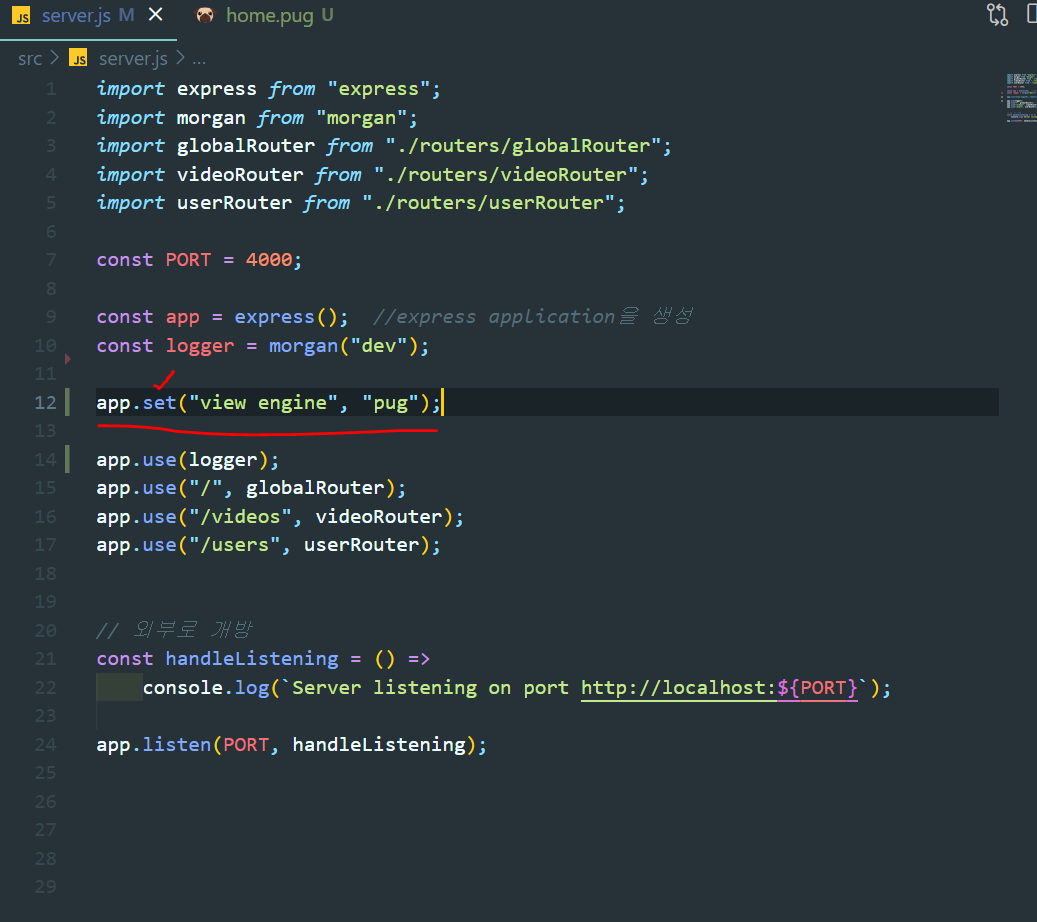 JS server.js M × home.pug U
src > JS server.js > ...
1 import express from "express";
2 import morgan from "morgan";
3 import globalRouter from "./routers/globalRouter";
4 import videoRouter from "./routers/videoRouter";
5 import userRouter from "./routers/userRouter";
6
7 const PORT = 4000;
8
9 const app = express();  //express application을 생성
10 const logger = morgan("dev");
11
12 app.set("view engine", "pug");
13
14 app.use(logger);
15 app.use("/", globalRouter);
16 app.use("/videos", videoRouter);
17 app.use("/users", userRouter);
18
19
20 // 외부로 개방
21 const handleListening = () =>
22     console.log(`Server listening on port http://localhost:${PORT}`);
23
24 app.listen(PORT, handleListening);
25
26
27
28
29